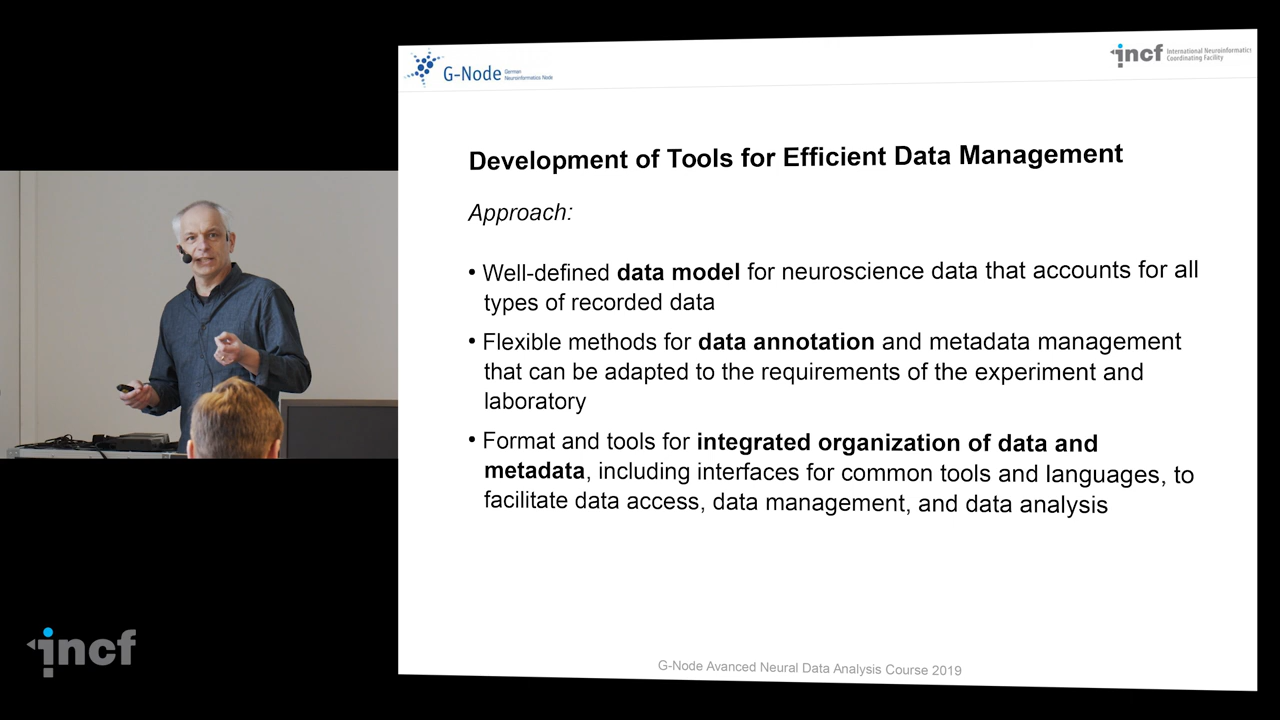 G-Node German
Neuroinformatics Node
incf International Neuroinformatics
Coordinating Facility
Development of Tools for Efficient Data Management
Approach:
• Well-defined data model for neuroscience data that accounts for all
types of recorded data
• Flexible methods for data annotation and metadata management
that can be adapted to the requirements of the experiment and
laboratory
• Format and tools for integrated organization of data and
metadata, including interfaces for common tools and languages, to
facilitate data access, data management, and data analysis
G-Node Avanced Neural Data Analysis Course 2019
incf